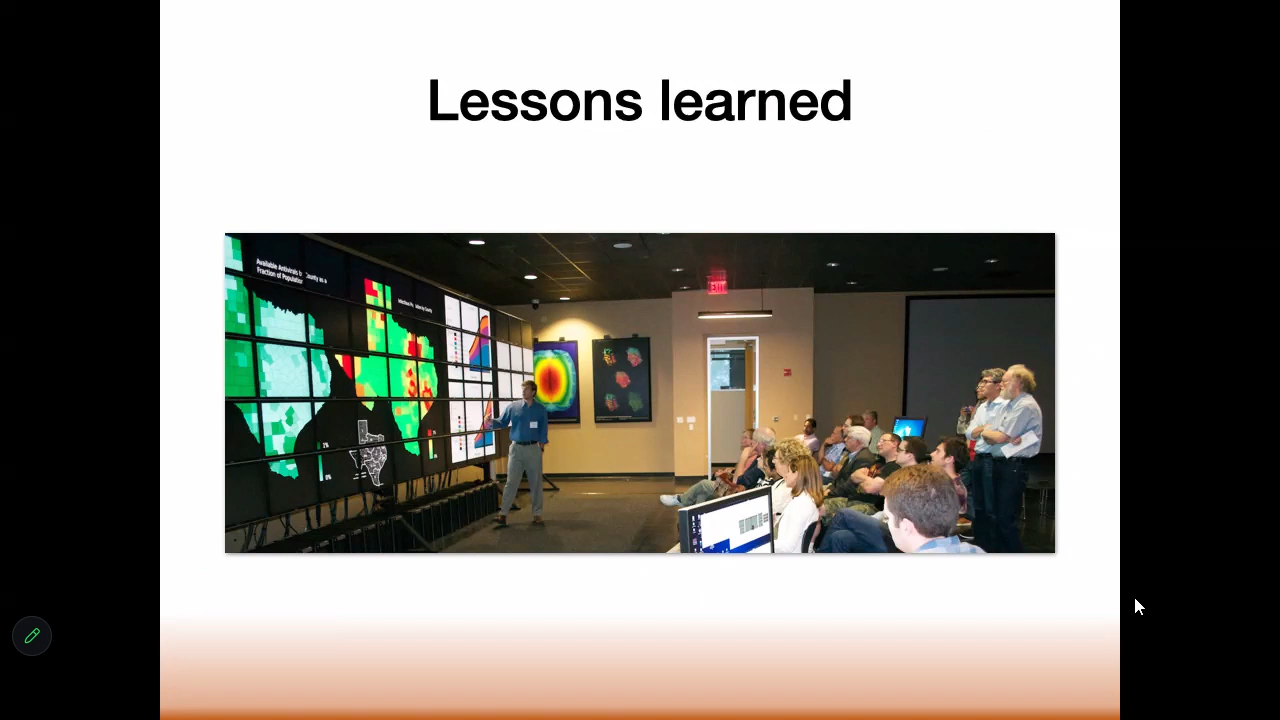 Lessons learned
Available Antivirals by County as a
Fraction of Population
EXIT